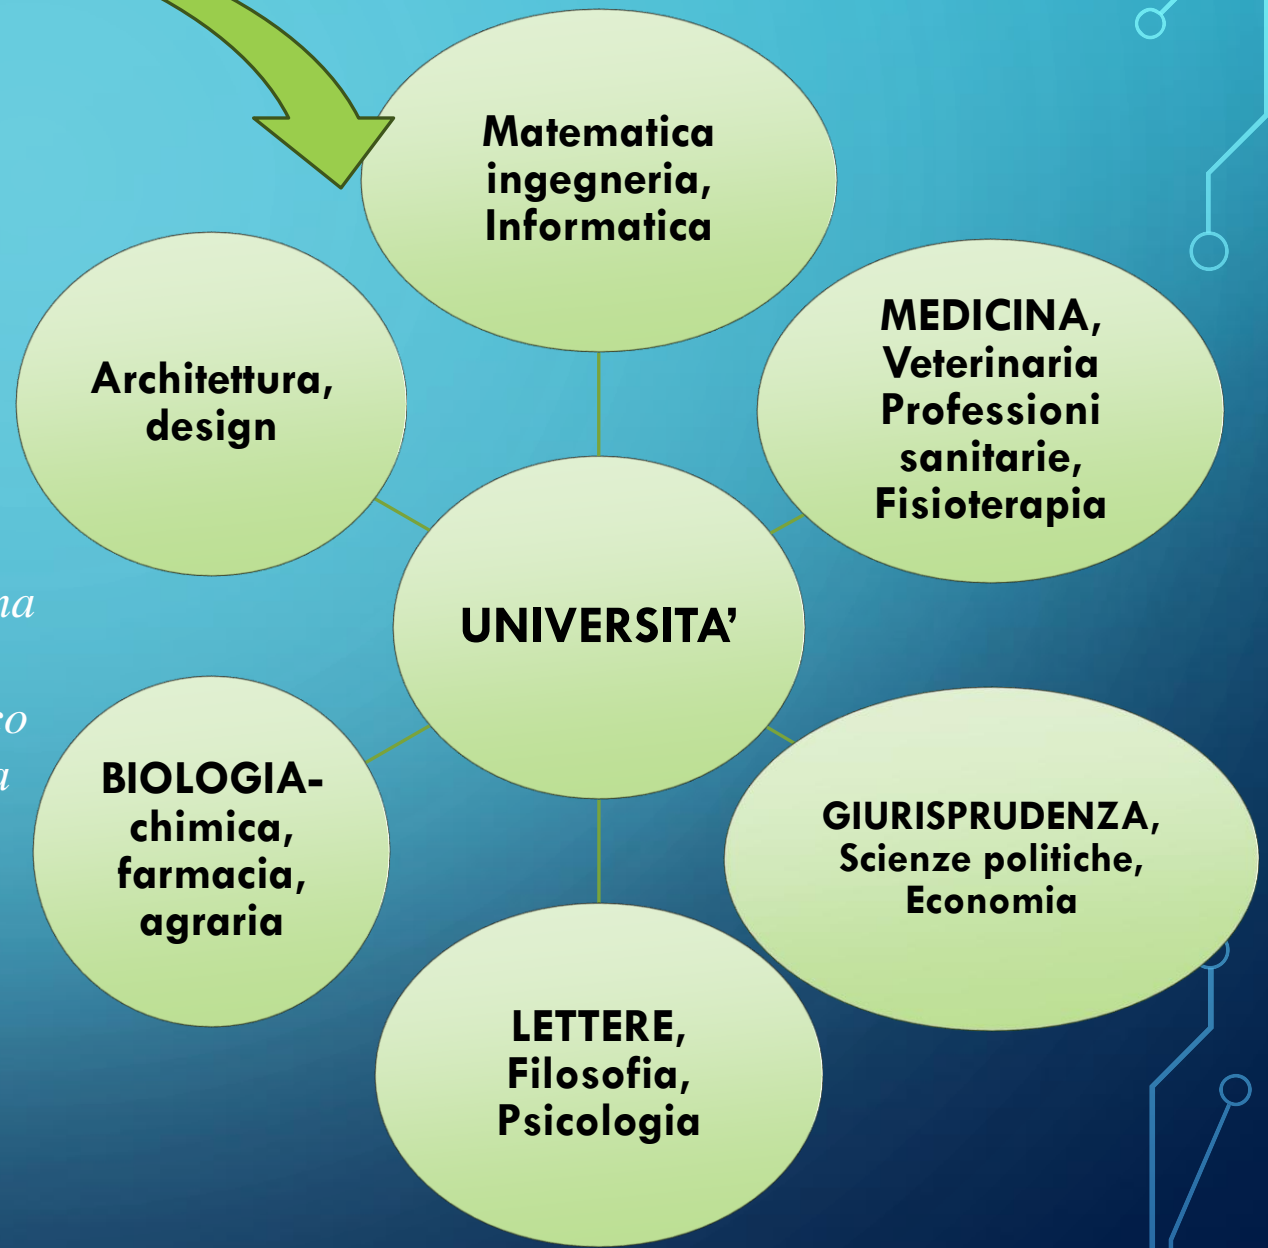 Matematica
ingegneria,
Informatica
MEDICINA,
Veterinaria
Professioni
sanitarie,
Fisioterapia
Architettura,
design
UNIVERSITA’
GIURISPRUDENZA,
Scienze politiche,
Economia
BIOLOGIA-
chimica,
farmacia,
agraria
LETTERE,
Filosofia,
Psicologia